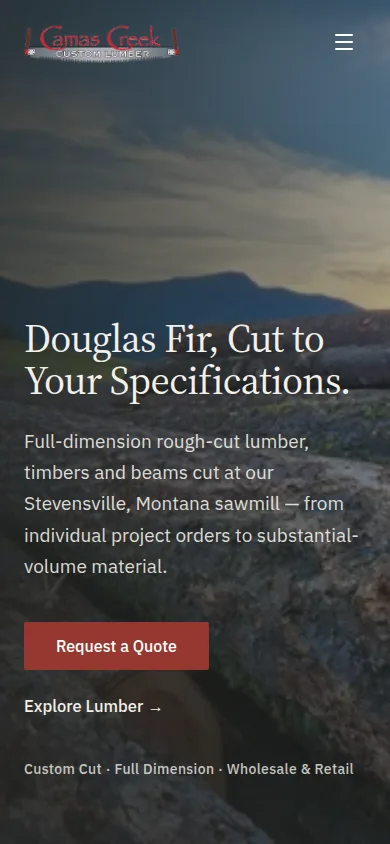 Camas Creek
CUSTOM LUMBER
Douglas Fir, Cut to
Your Specifications.
Full-dimension rough-cut lumber,
timbers and beams cut at our
Stevensville, Montana sawmill — from
individual project orders to substantial-
volume material.
Request a Quote
Explore Lumber →
Custom Cut · Full Dimension · Wholesale & Retail